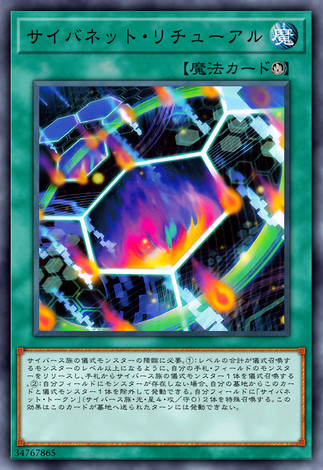 サイバネット・リチューアル
魔
【魔法カード】
サイバース族の儀式モンスターの降臨に必要。①:レベルの合計が儀式召喚す
るモンスターのレベル以上になるように、自分の手札・フィールドのモンス
ターをリリースし、手札からサイバース族の儀式モンスター1体を儀式召喚す
る。②:自分フィールドにモンスターが存在しない場合、自分の墓地からこのカー
ドと儀式モンスター1体を除外して発動できる。自分フィールドに「サイバネッ
ト・トークン」(サイバース族・光・星4・攻/守0)2体を特殊召喚する。この
効果はこのカードが墓地へ送られたターンには発動できない。
34767865